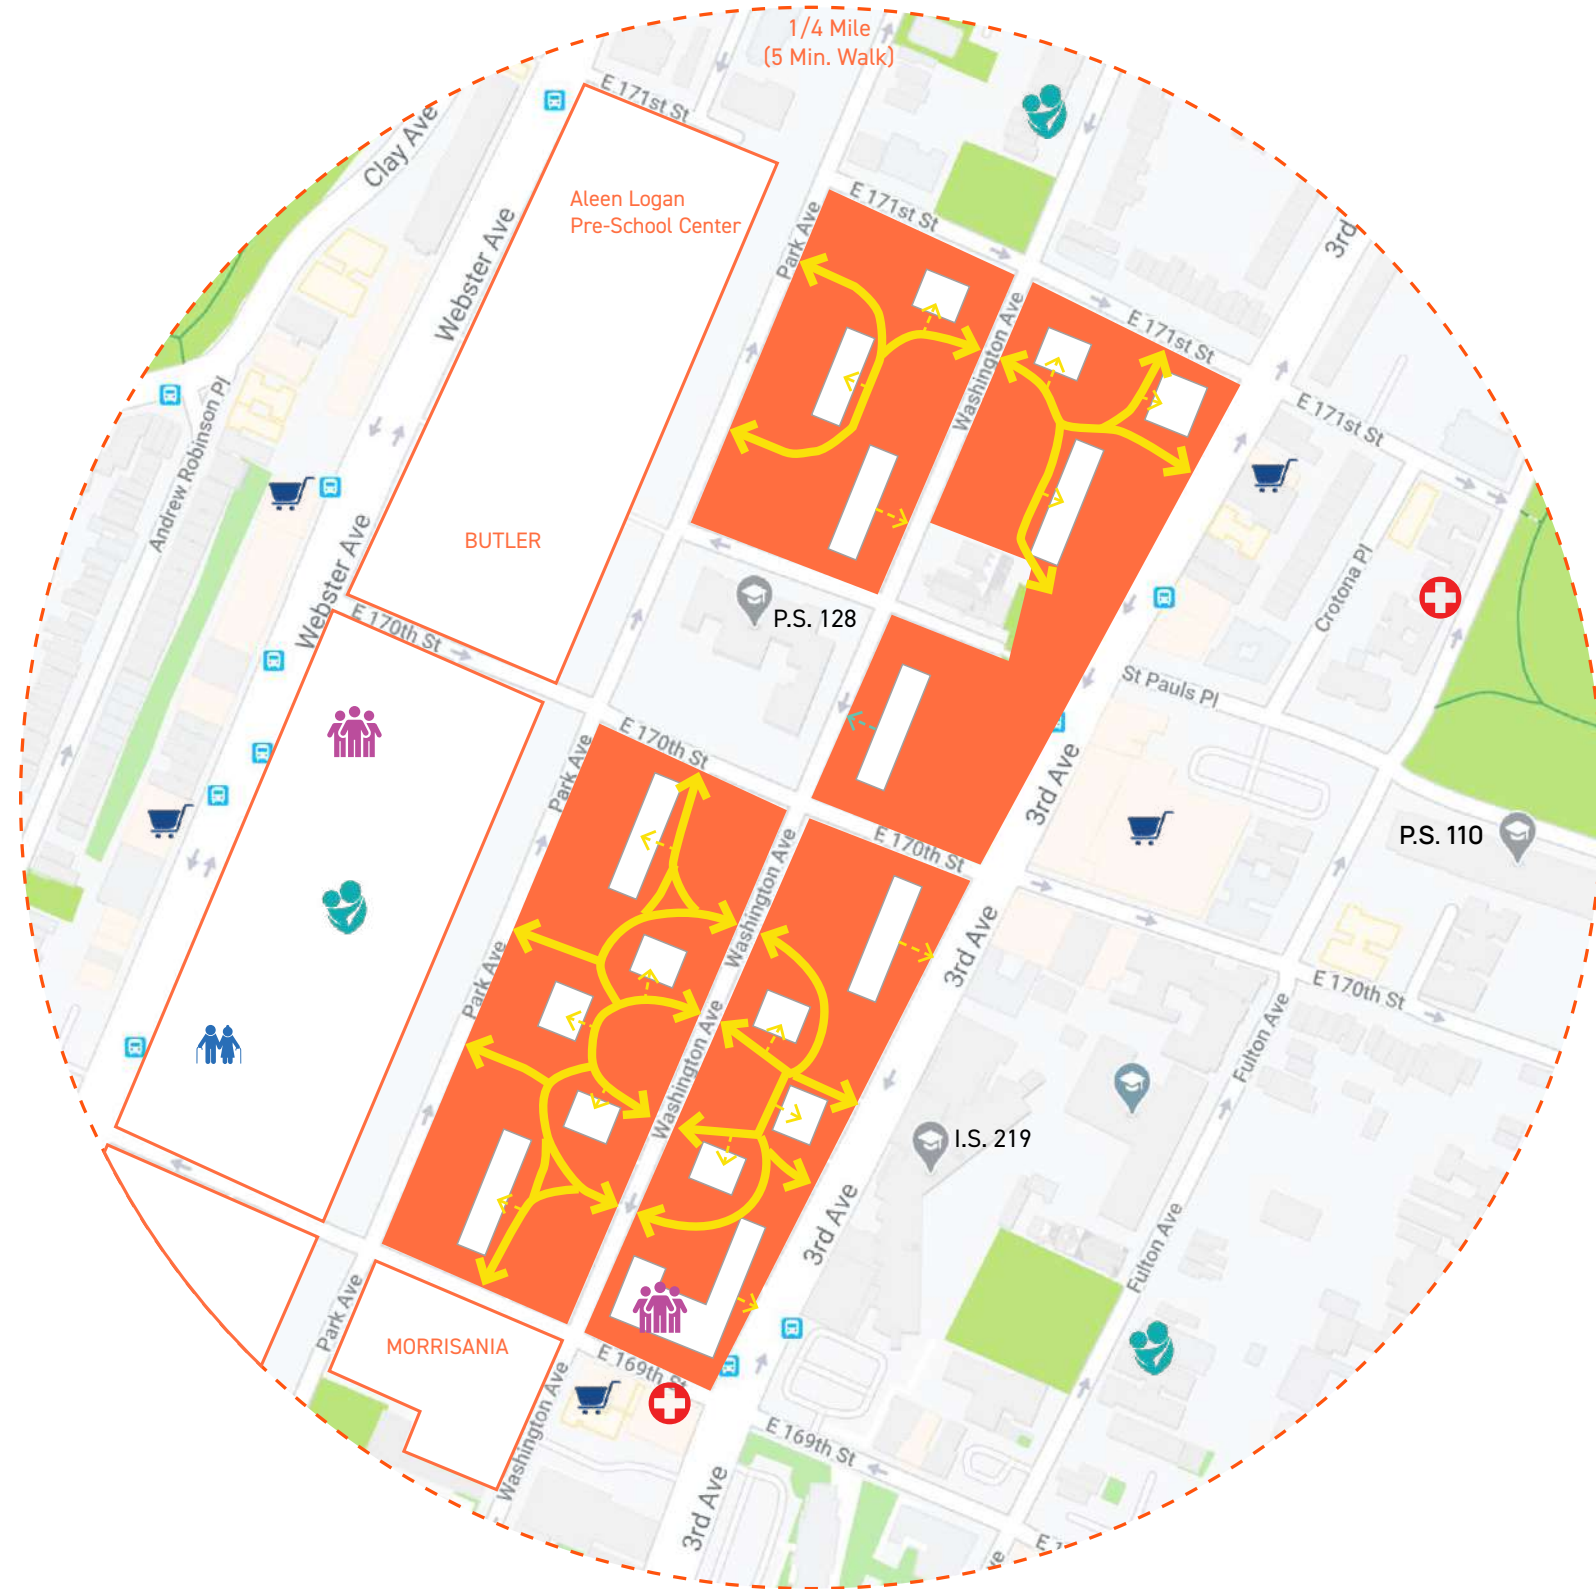 1/4 Mile
(5 Min. Walk)
E 171st St
Clay Ave
Aleen Logan
Pre-School Center
E 171st St
Park Ave
Webster Ave
3rd
Washington Ave
E 171st St
E 171st St
Andrew Robinson Pl
BUTLER
Webster Ave
Crotona Pl
P.S. 128
E 170th St
St Pauls Pl
E 170th St
Park Ave
3rd Ave
P.S. 110
E 170th St
Washington Ave
3rd Ave
Park Ave
E 170th St
Washington Ave
Fulton Ave
I.S. 219
3rd Ave
Fulton Ave
Park Ave
MORRISANIA
E 169th St
Washington Ave
E 169th St
3rd Ave